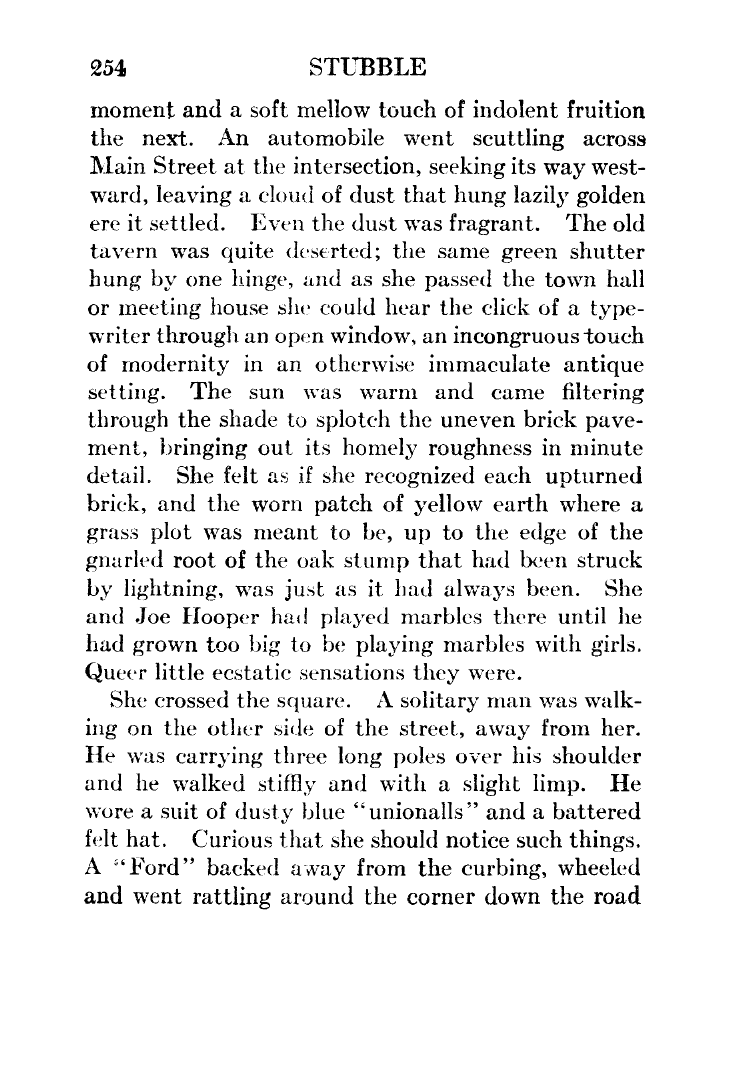 254 STUBBLE
moment and a soft mellow touch of indolent fruition
the next. An automobile went scuttling across
Main Street at the intersection, seeking its way west-
ward, leaving a cloud of dust that hung lazily golden
ere it settled. Even the dust was fragrant. The old
tavern was quite deserted; the same green shutter
hung by one hinge, and as she passed the town hall
or meeting house she could hear the click of a type-
writer through an open window, an incongruous touch
of modernity in an otherwise immaculate antique
setting. The sun was warm and came filtering
through the shade to splotch the uneven brick pave-
ment, bringing out its homely roughness in minute
detail. She felt as if she recognized each upturned
brick, and the worn patch of yellow earth where a
grass plot was meant to be, up to the edge of the
gnarled root of the oak stump that had been struck
by lightning, was just as it had always been. She
and Joe Hooper had played marbles there until he
had grown too big to be playing marbles with girls.
Queer little ecstatic sensations they were.
She crossed the square. A solitary man was walk-
ing on the other side of the street, away from her.
He was carrying three long poles over his shoulder
and he walked stiffly and with a slight limp. He
wore a suit of dusty blue “unionalls” and a battered
felt hat. Curious that she should notice such things.
A “Ford” backed away from the curbing, wheeled
and went rattling around the corner down the road